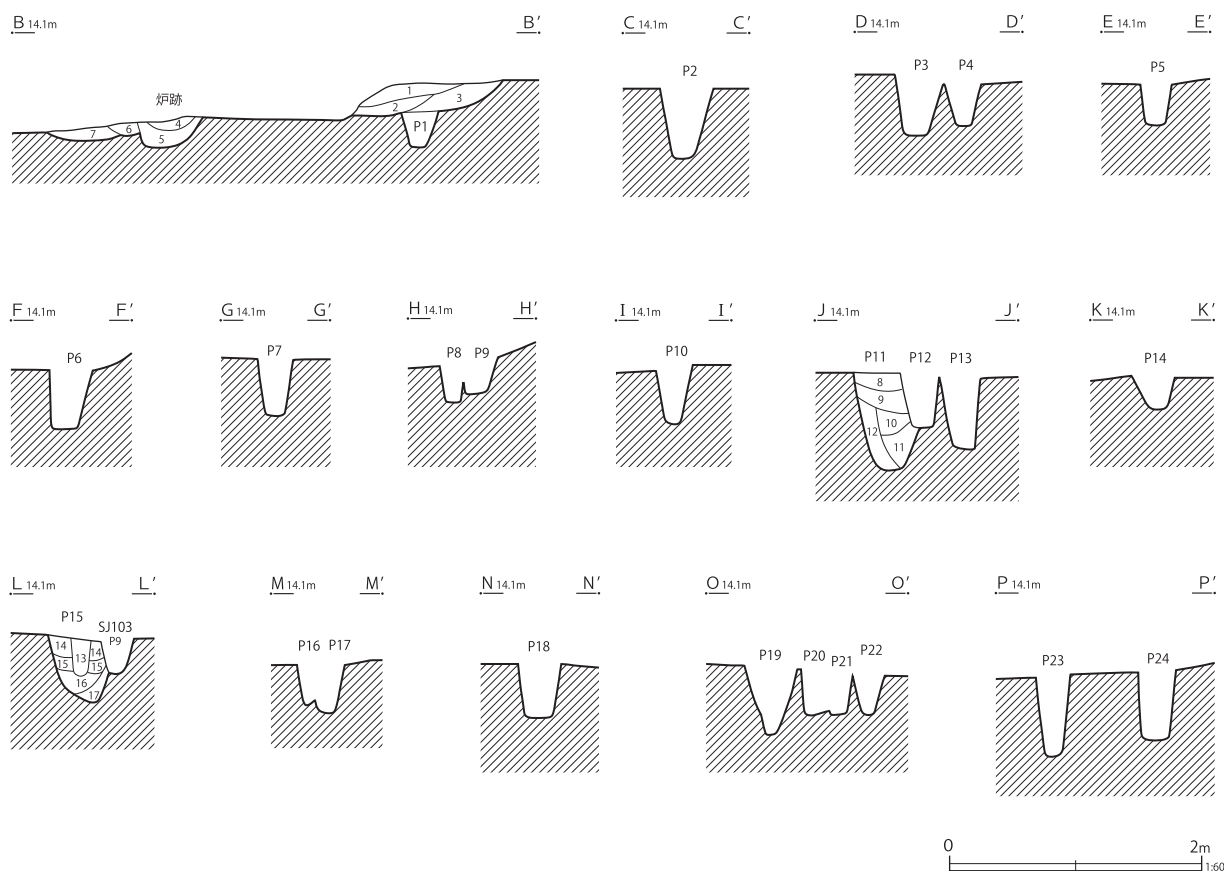 B 14.1m B′
炉跡
1
2
3
4
5
6
7
P1
C 14.1m C′
P2
D 14.1m D′
P3 P4
E 14.1m E′
P5
F 14.1m F′
P6
G 14.1m G′
P7
H 14.1m H′
P8 P9
I 14.1m I′
P10
J 14.1m J′
P11 P12 P13
8
9
10
12
11
K 14.1m K′
P14
L 14.1m L′
P15
SJ103
P9
14 13 14
15 15
16
17
M 14.1m M′
P16 P17
N 14.1m N′
P18
O 14.1m O′
P19 P20 P21 P22
P 14.1m P′
P23 P24
0 2m
1:60